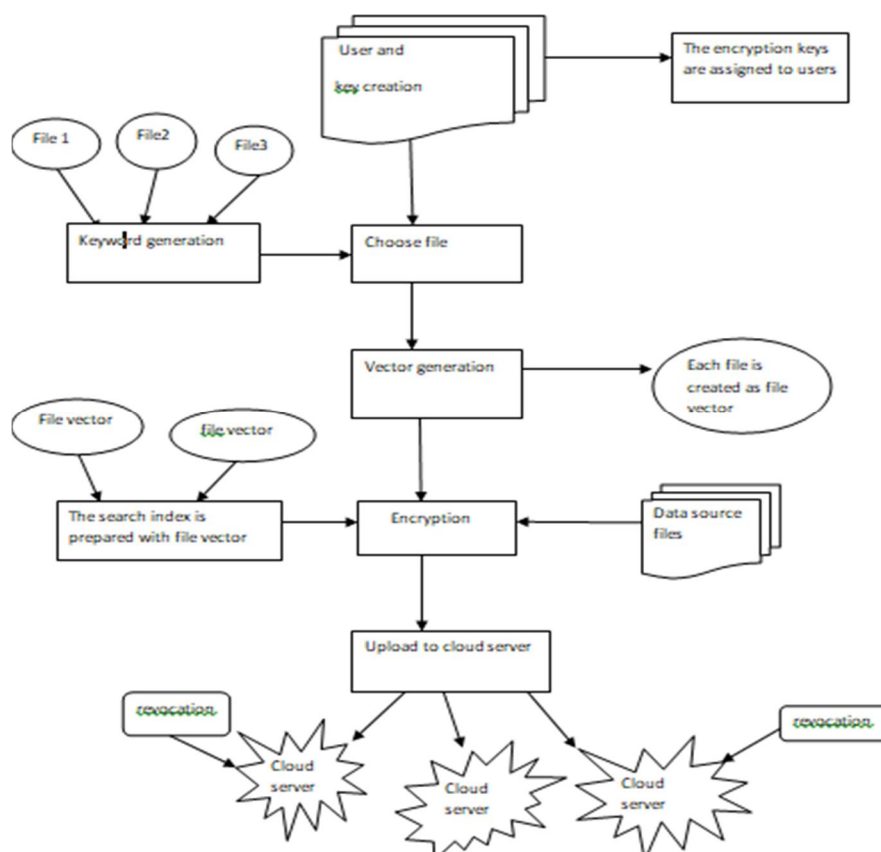 User and
key creation
The encryption keys
are assigned to users
File 1
File2
File3
Keyword generation
Choose file
Vector generation
Each file is
created as file
vector
File vector
file vector
The search index is
prepared with file vector
Encryption
Data source
files
Upload to cloud server
revocation
revocation
Cloud
server
Cloud
server
Cloud
server